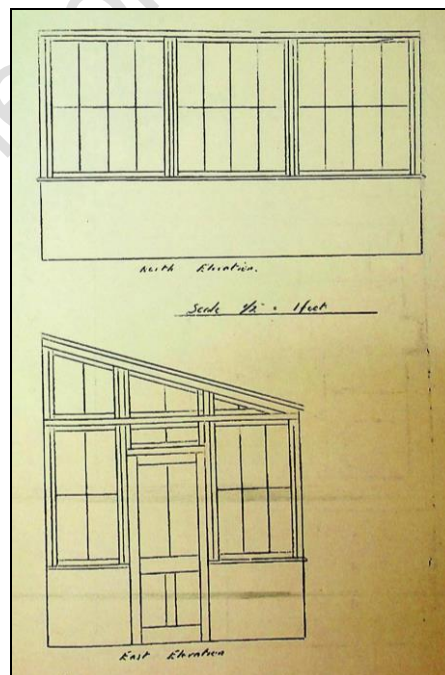 North Elevation.
Scale 1/2" = 1 foot
East Elevation